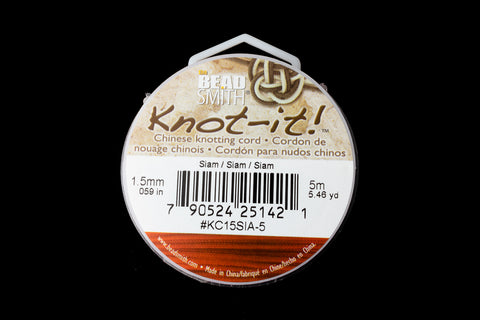 the
BEAD
SMITH®
Knot-it!™
Chinese knotting cord • Cordon de
nouage chinois • Cordón para nudos chinos
Siam / Siam / Siam
1.5mm
.059 in
5m
5.46 yd
7 90524 25142 1
#KC15SIA-5
www.beadsmith.com • Made in China/fabriqué en Chine/hecho en China.